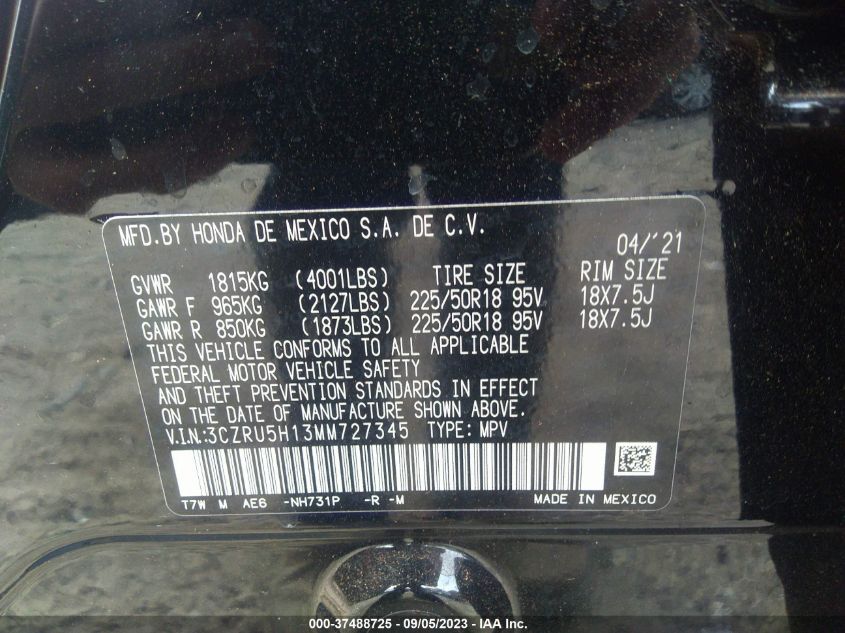 MFD.BY HONDA DE MEXICO S.A. DE C.V.
04/'21
GVWR 1815KG (4001LBS) TIRE SIZE RIM SIZE
GAWR F 965KG (2127LBS) 225/50R18 95V 18X7.5J
GAWR R 850KG (1873LBS) 225/50R18 95V 18X7.5J
THIS VEHICLE CONFORMS TO ALL APPLICABLE
FEDERAL MOTOR VEHICLE SAFETY
AND THEFT PREVENTION STANDARDS IN EFFECT
ON THE DATE OF MANUFACTURE SHOWN ABOVE.
V.I.N.:3CZRU5H13MM727345 TYPE: MPV
T7W M AE6 -NH731P -R -M MADE IN MEXICO
000-37488725 - 09/05/2023 - © IAA Inc.